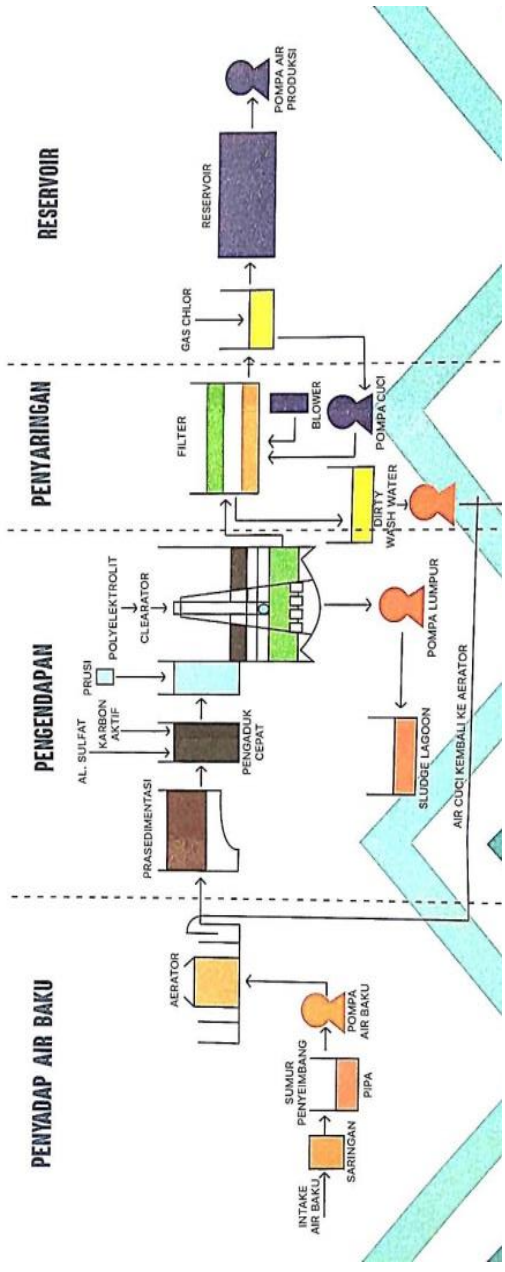 PENYADAP AIR BAKU
PENGENDAPAN
PENYARINGAN
RESERVOIR
INTAKE
AIR BAKU
SARINGAN
SUMUR
PENYEIMBANG
PIPA
POMPA
AIR BAKU
AERATOR
PRASEDIMENTASI
AL. SULFAT
KARBON
AKTIF
PENGADUK
CEPAT
PRUSI
POLYELEKTROLIT
CLEARATOR
POMPA LUMPUR
SLUDGE LAGOON
AIR CUCI KEMBALI KE AERATOR
FILTER
BLOWER
POMPA CUCI
DIRTY
WASH WATER
GAS CHLOR
RESERVOIR
POMPA AIR
PRODUKSI